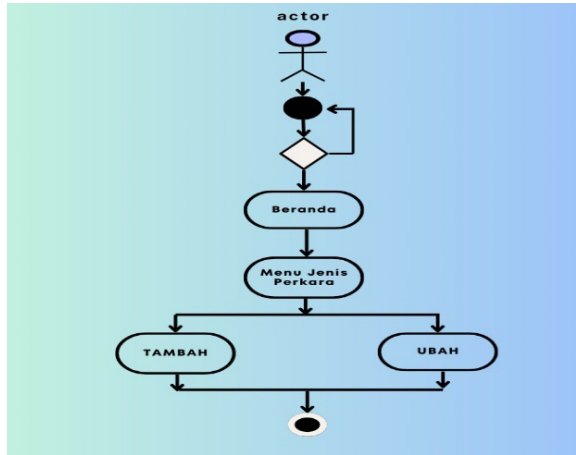 actor
Beranda
Menu Jenis
Perkara
TAMBAH
UBAH